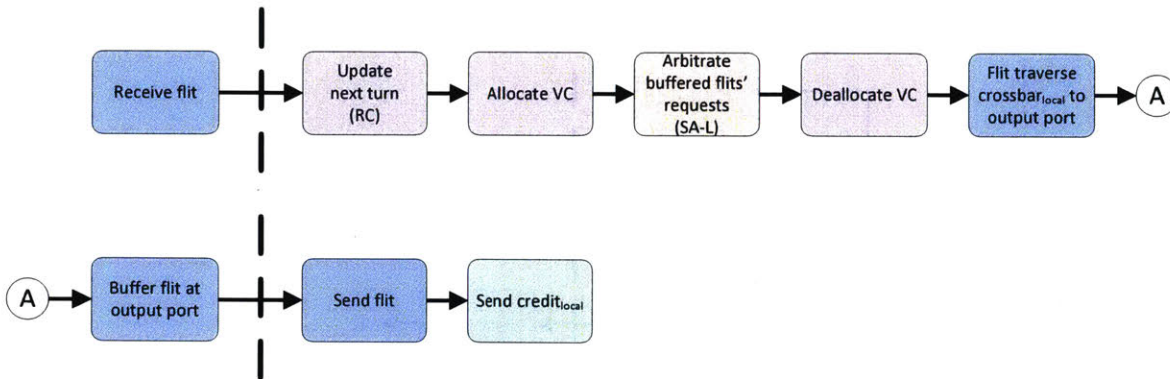 Receive flit
Update
next turn
(RC)
Allocate VC
Arbitrate
buffered flits'
requests
(SA-L)
Deallocate VC
Flit traverse
crossbarlocal to
output port
A
A
Buffer flit at
output port
Send flit
Send creditlocal